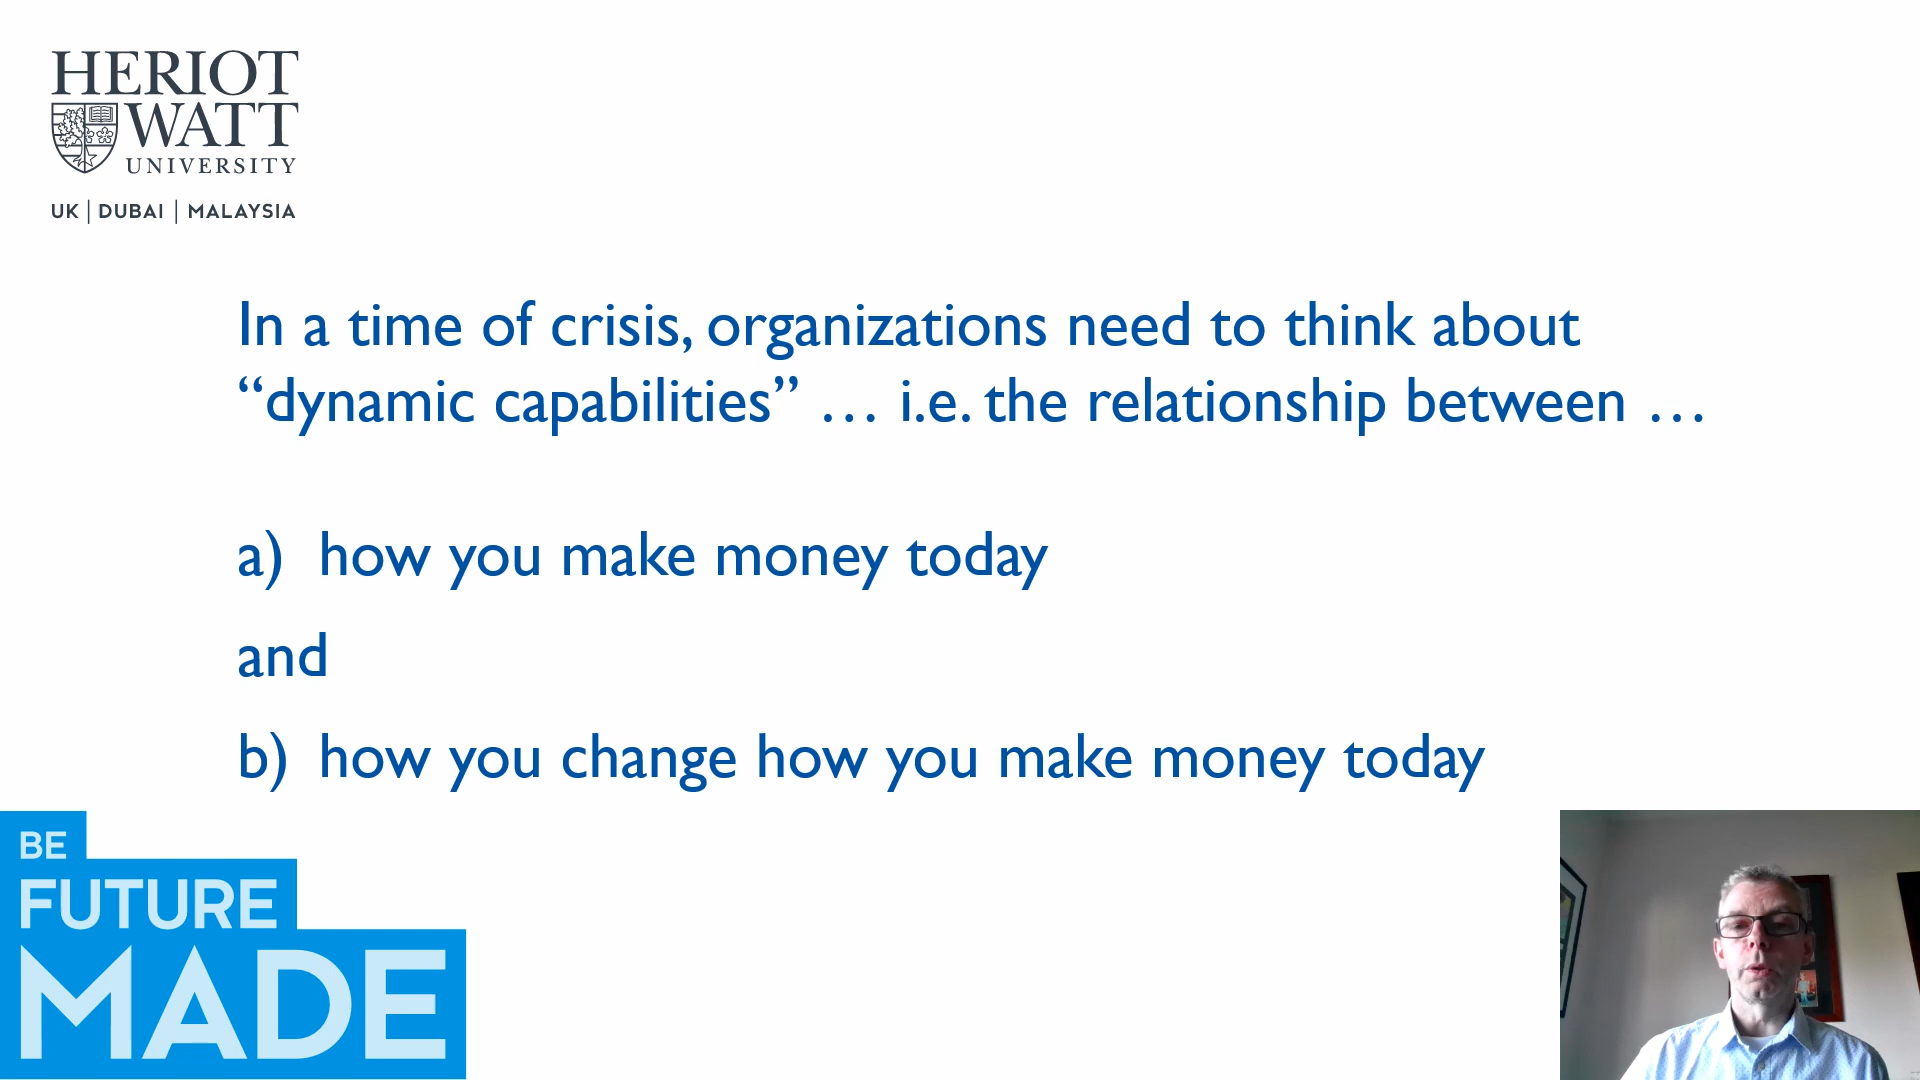 HERIOT
WATT
UNIVERSITY
UK | DUBAI | MALAYSIA
In a time of crisis, organizations need to think about
“dynamic capabilities” … i.e. the relationship between …
a) how you make money today
and
b) how you change how you make money today
BE
FUTURE
MADE